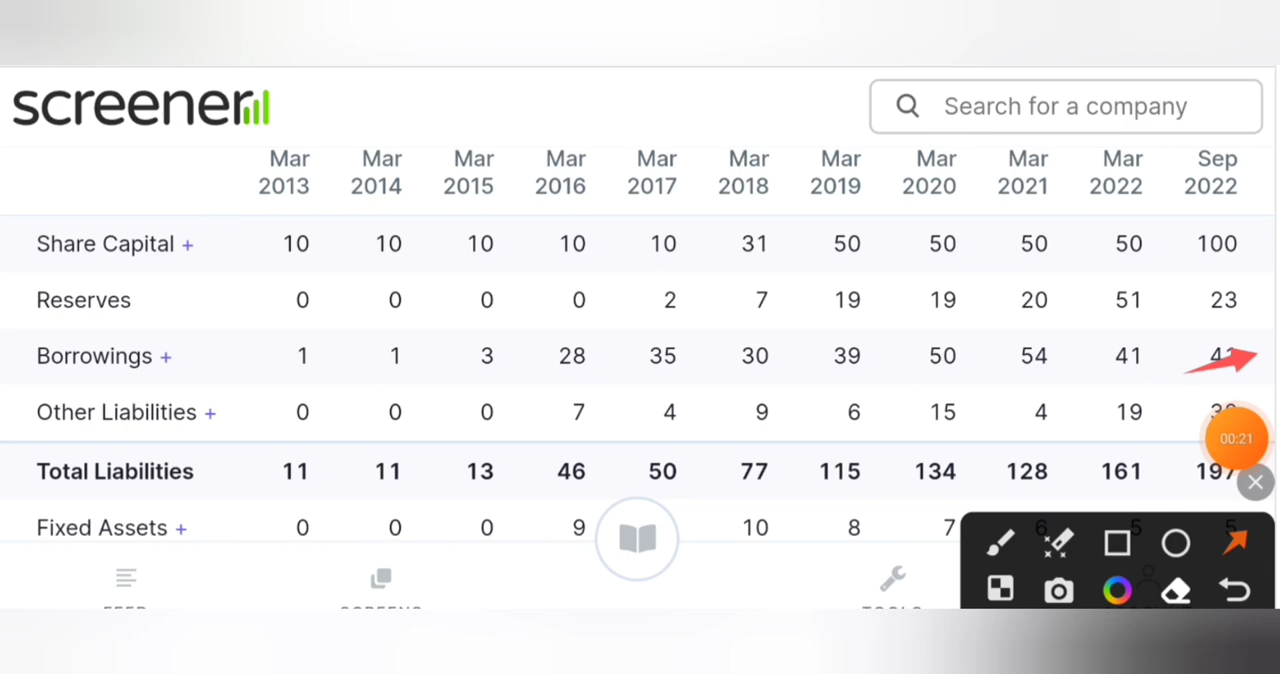 screener
Search for a company
Mar Mar Mar Mar Mar Mar Mar Mar Mar Mar Sep
2013 2014 2015 2016 2017 2018 2019 2020 2021 2022 2022
Share Capital + 10 10 10 10 10 31 50 50 50 50 100
Reserves 0 0 0 0 2 7 19 19 20 51 23
Borrowings + 1 1 3 28 35 30 39 50 54 41
Other Liabilities + 0 0 0 7 4 9 6 15 4 19
00:21
Total Liabilities 11 11 13 46 50 77 115 134 128 161 197
Fixed Assets + 0 0 0 9 10 8 7 6 5 5